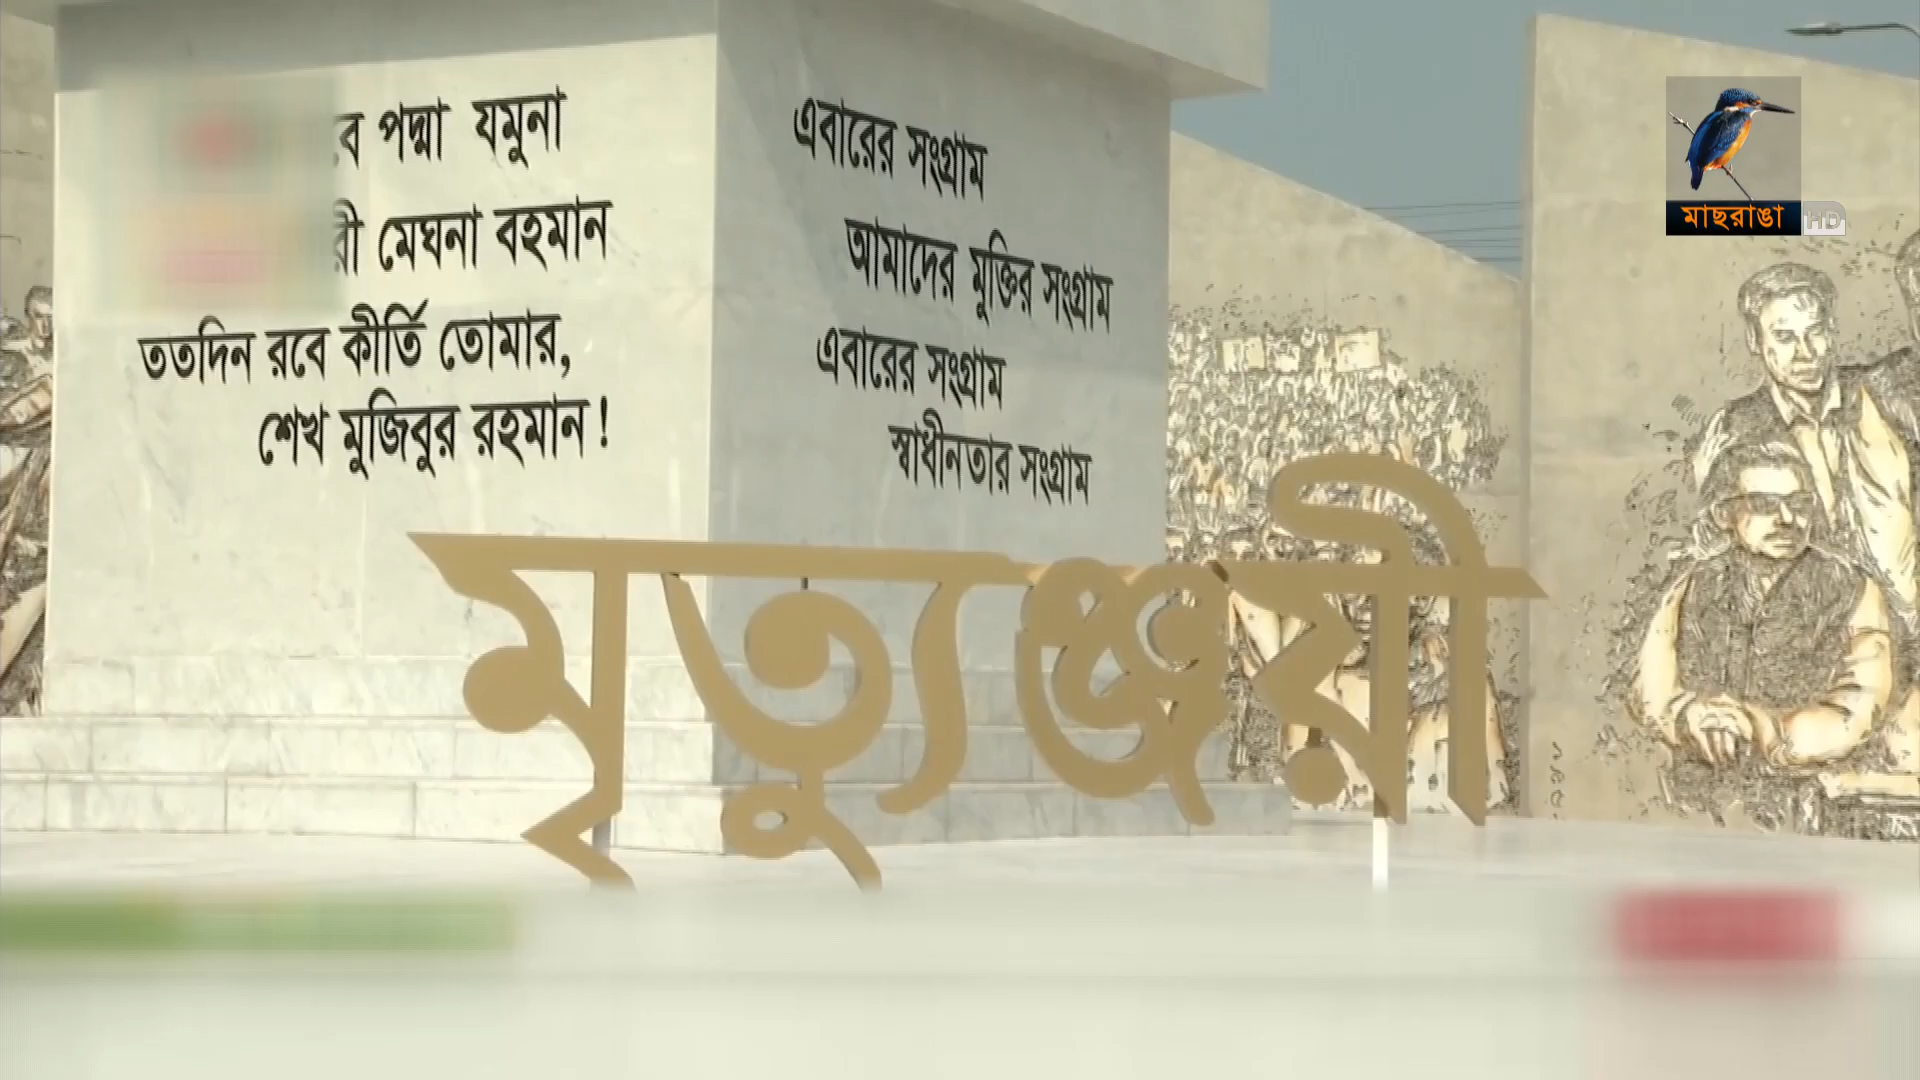 পদ্মা যমুনা
মেঘনা বহমান
ততদিন রবে কীর্তি তোমার,
শেখ মুজিবুর রহমান!
এবারের সংগ্রাম
আমাদের মুক্তির সংগ্রাম
এবারের সংগ্রাম
স্বাধীনতার সংগ্রাম
মৃত্যুঞ্জয়ী
মাছরাঙা HD